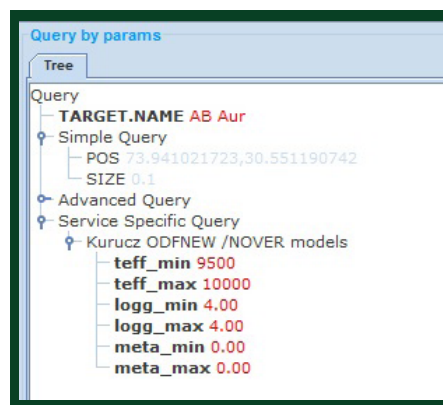 Query by params
Tree
Query
TARGET.NAME AB Aur
Simple Query
POS 73.941021723,30.551190742
SIZE 0.1
Advanced Query
Service Specific Query
Kurucz ODFNEW /NOVER models
teff_min 9500
teff_max 10000
logg_min 4.00
logg_max 4.00
meta_min 0.00
meta_max 0.00